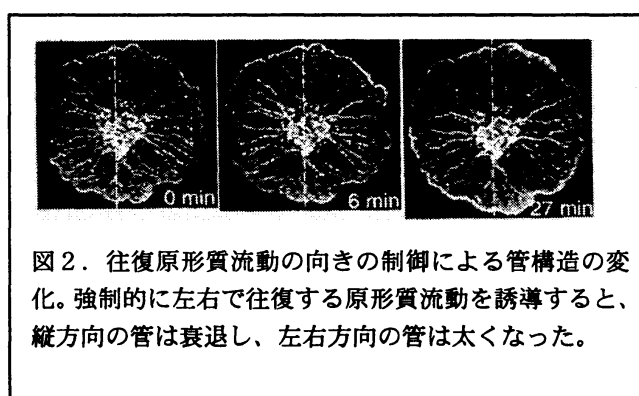 0 min
6 min
27 min
図２．往復原形質流動の向きの制御による管構造の変
化。強制的に左右で往復する原形質流動を誘導すると、
縦方向の管は衰退し、左右方向の管は太くなった。